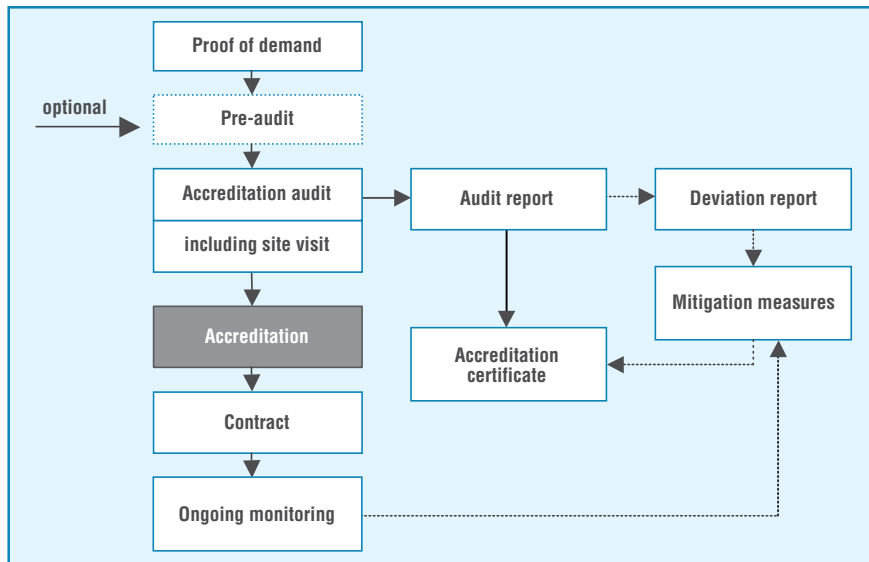 Proof of demand
optional
Pre-audit
Accreditation audit
Audit report
Deviation report
including site visit
Mitigation measures
Accreditation
Accreditation
certificate
Contract
Ongoing monitoring